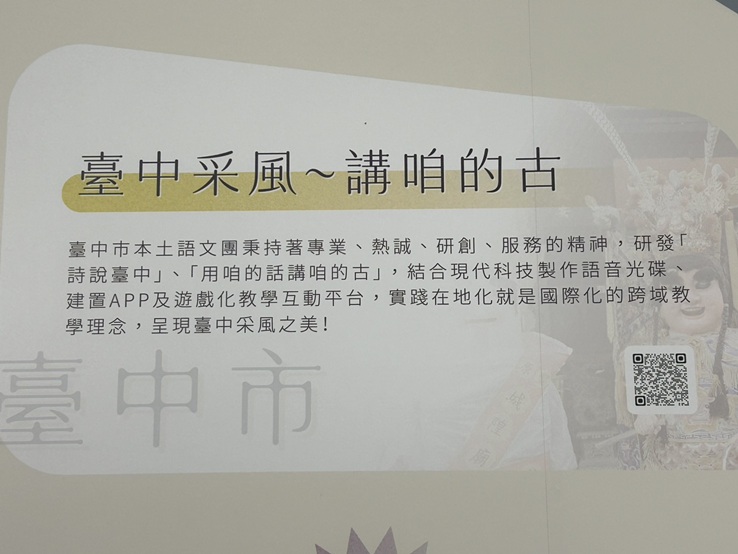 臺中采風~講咱的古
臺中市本土語文團秉持著專業、熱誠、研創、服務的精神，研發「
詩說臺中」、「用咱的話講咱的古」，結合現代科技製作語音光碟、
建置APP及遊戲化教學互動平台，實踐在地化就是國際化的跨域教
學理念，呈現臺中采風之美！
臺中市